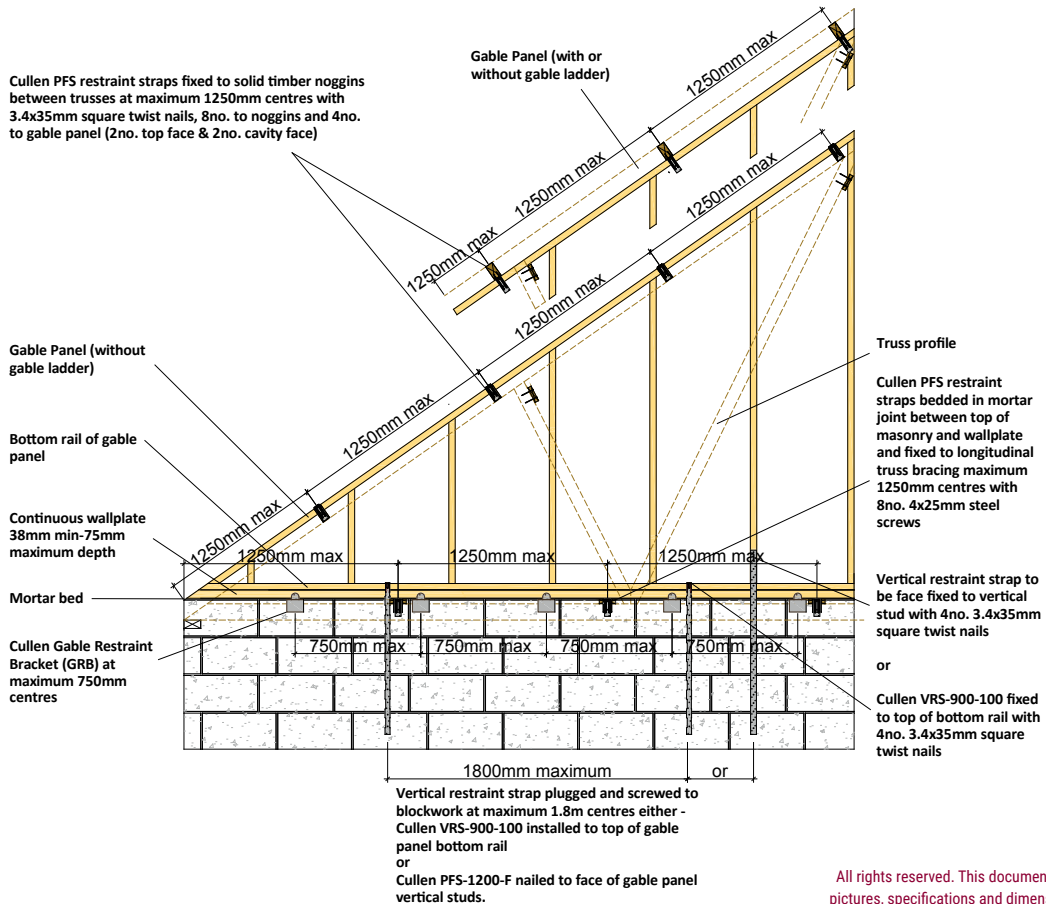 Cullen PFS restraint straps fixed to solid timber noggins
between trusses at maximum 1250mm centres with
3.4x35mm square twist nails, 8no. to noggins and 4no.
to gable panel (2no. top face & 2no. cavity face)
Gable Panel (with or
without gable ladder)
1250mm max
1250mm max
1250mm max
1250mm max
1250mm max
1250mm max
1250mm max
Gable Panel (without
gable ladder)
Bottom rail of gable
panel
Continuous wallplate
38mm min-75mm
maximum depth
Mortar bed
Cullen Gable Restraint
Bracket (GRB) at
maximum 750mm
centres
1250mm max
1250mm max
1250mm max
750mm max
750mm max
750mm max
750mm max
Truss profile
Cullen PFS restraint
straps bedded in mortar
joint between top of
masonry and wallplate
and fixed to longitudinal
truss bracing maximum
1250mm centres with
8no. 4x25mm steel
screws
Vertical restraint strap to
be face fixed to vertical
stud with 4no. 3.4x35mm
square twist nails
or
Cullen VRS-900-100 fixed
to top of bottom rail with
4no. 3.4x35mm square
twist nails
1800mm maximum
or
Vertical restraint strap plugged and screwed to
blockwork at maximum 1.8m centres either -
Cullen VRS-900-100 installed to top of gable
panel bottom rail
or
Cullen PFS-1200-F nailed to face of gable panel
vertical studs.
All rights reserved. This documen
pictures, specifications and dimen